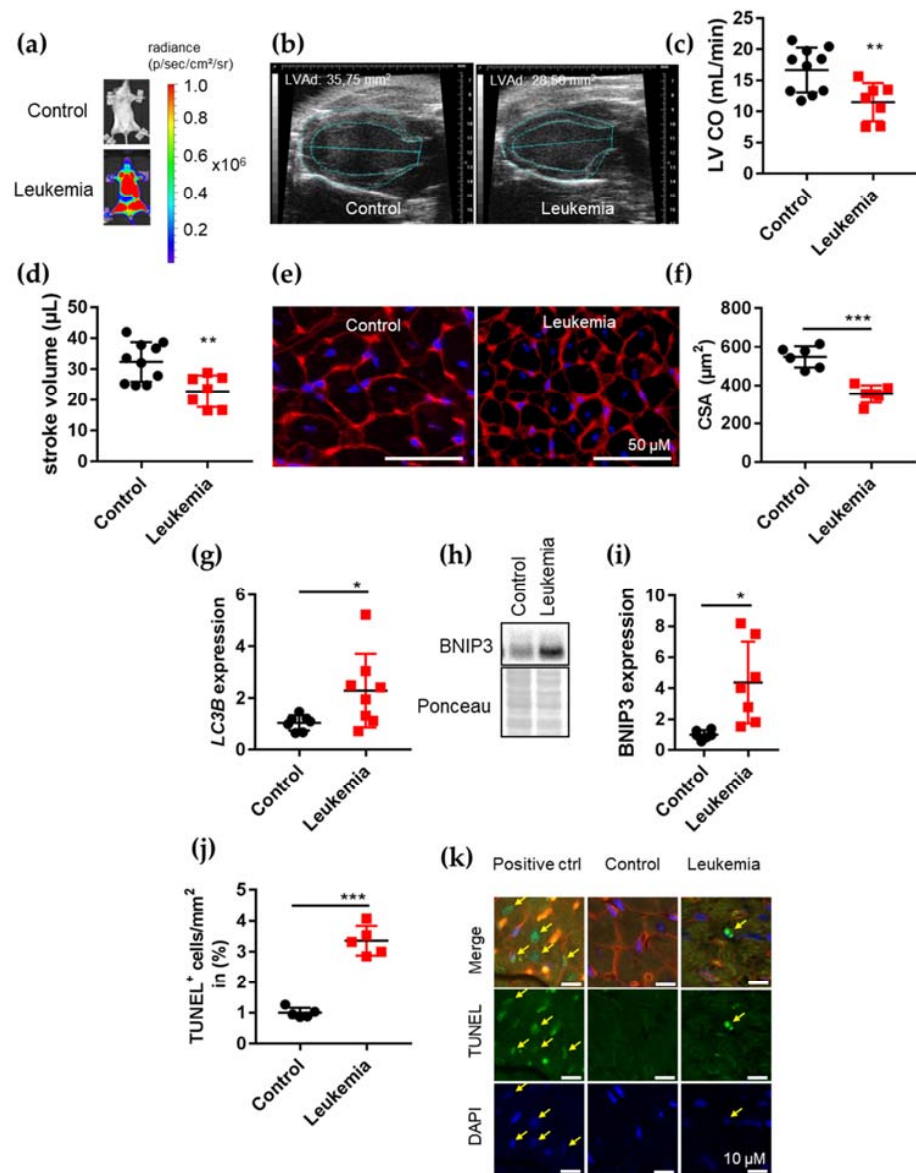 (a)
radiance
(p/sec/cm²/sr)
Control
Leukemia
1.0
0.8
0.6
0.4
0.2
x10⁶
(b)
LVAd: 35,75 mm²
Control
LVAd: 28,56 mm²
Leukemia
(c)
LV CO (mL/min)
25
20
15
10
5
0
**
Control
Leukemia
(d)
stroke volume (µL)
50
40
30
20
10
0
**
Control
Leukemia
(e)
Control
Leukemia
50 µM
(f)
CSA (µm²)
800
600
400
200
0
***
Control
Leukemia
(g)
LC3B expression
6
4
2
0
*
Control
Leukemia
(h)
Control
Leukemia
BNIP3
Ponceau
(i)
BNIP3 expression
10
8
6
4
2
0
*
Control
Leukemia
(j)
TUNEL⁺ cells/mm²
in (%)
5
4
3
2
1
0
***
Control
Leukemia
(k)
Positive ctrl
Control
Leukemia
Merge
TUNEL
DAPI
10 µM